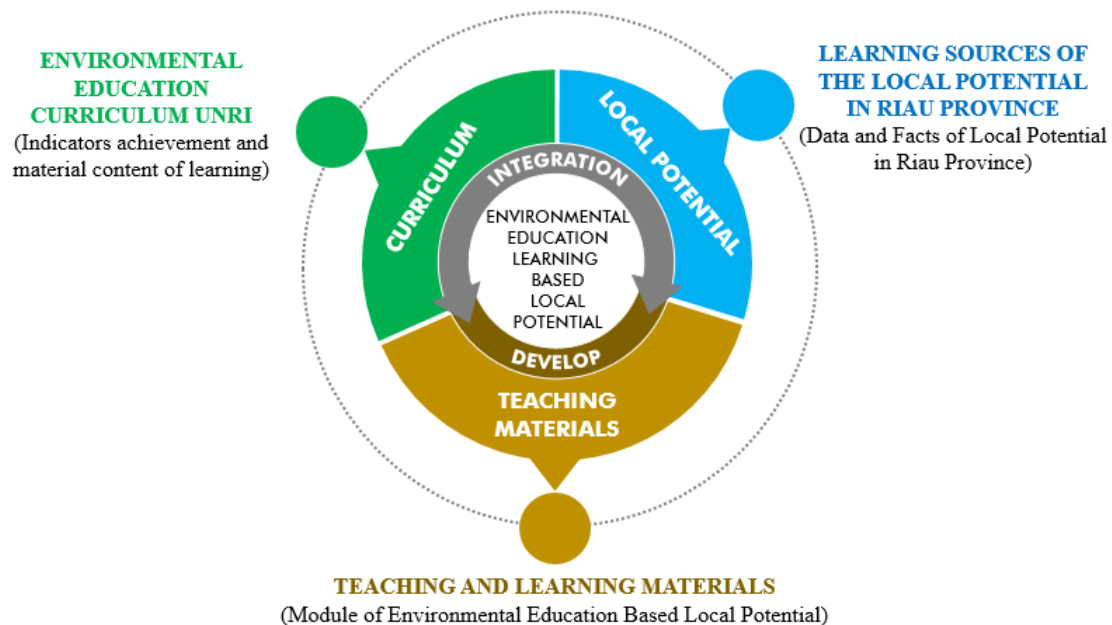 ENVIRONMENTAL
EDUCATION
CURRICULUM UNRI
(Indicators achievement and
material content of learning)
LEARNING SOURCES OF
THE LOCAL POTENTIAL
IN RIAU PROVINCE
(Data and Facts of Local Potential
in Riau Province)
CURRICULUM
LOCAL POTENTIAL
INTEGRATION
ENVIRONMENTAL
EDUCATION
LEARNING
BASED
LOCAL
POTENTIAL
DEVELOP
TEACHING
MATERIALS
TEACHING AND LEARNING MATERIALS
(Module of Environmental Education Based Local Potential)